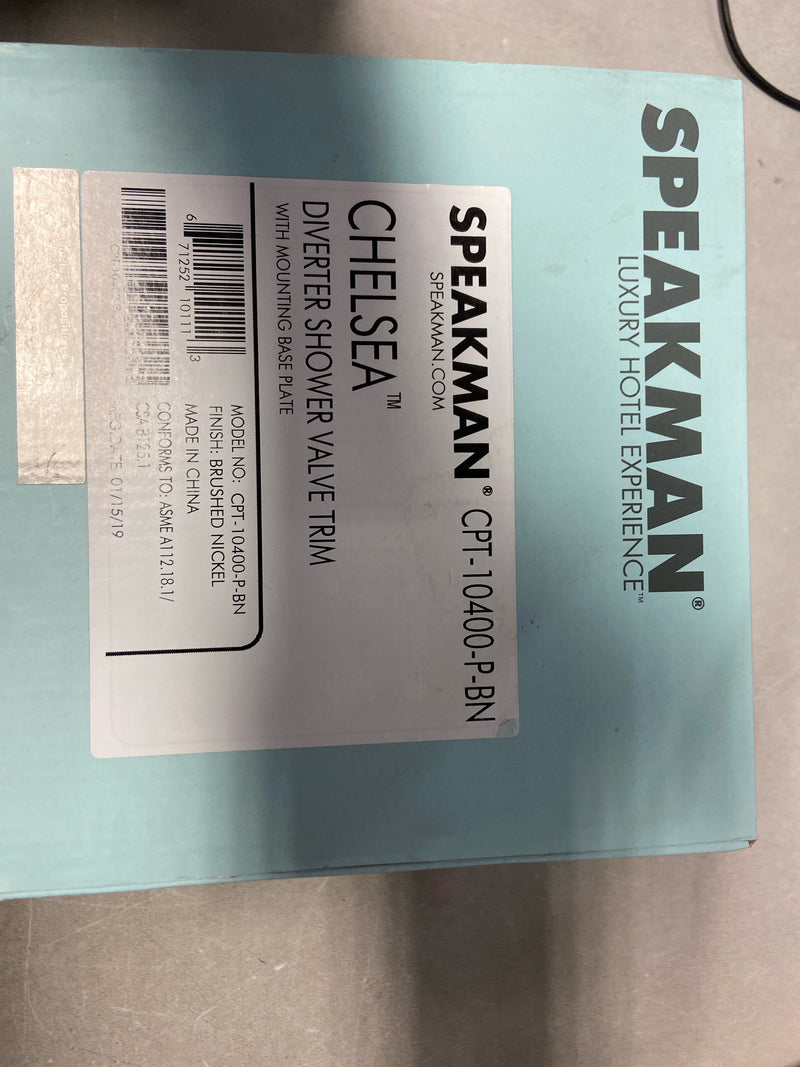 SPEAKMAN®
LUXURY HOTEL EXPERIENCE™
SPEAKMAN® CPT-10400-P-BN
SPEAKMAN.COM
CHELSEA™
DIVERTER SHOWER VALVE TRIM
WITH MOUNTING BASE PLATE
6 71252 10111 3
MODEL NO: CPT-10400-P-BN
FINISH: BRUSHED NICKEL
MADE IN CHINA
CONFORMS TO: ASME A112.18.1/
CSA B125.1
01/15/19